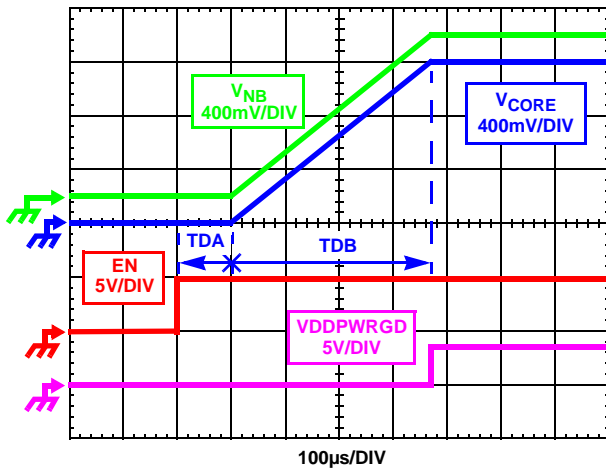 VNB
400mV/DIV
VCORE
400mV/DIV
TDA
TDB
EN
5V/DIV
VDDPWRGD
5V/DIV
100µs/DIV